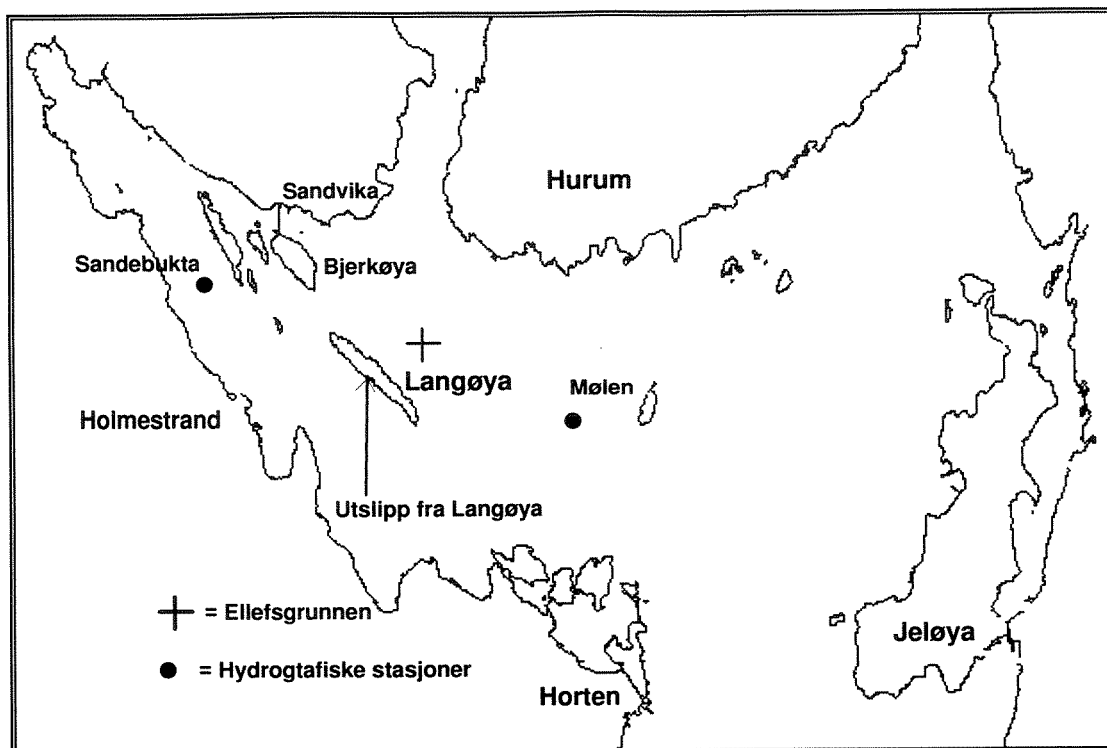 Hurum
Sandvika
Sandebukta
Bjerkøya
Langøya
Mølen
Holmestrand
Utslipp fra Langøya
= Ellefsgrunnen
Jeløya
= Hydrogtafiske stasjoner
Horten